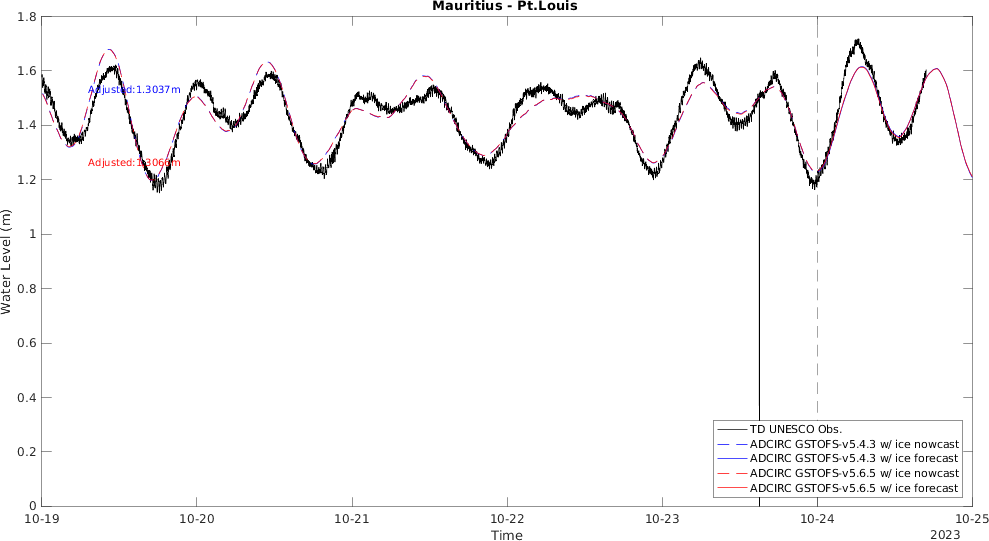 Mauritius - Pt.Louis
1.8
1.6
1.4
1.2
1
0.8
0.6
0.4
0.2
0
Water Level (m)
Adjusted:1.3037m
Adjusted:1.3066m
TD UNESCO Obs.
ADCIRC GSTOFS-v5.4.3 w/ ice nowcast
ADCIRC GSTOFS-v5.4.3 w/ ice forecast
ADCIRC GSTOFS-v5.6.5 w/ ice nowcast
ADCIRC GSTOFS-v5.6.5 w/ ice forecast
10-19 10-20 10-21 10-22 10-23 10-24 10-25
Time
2023